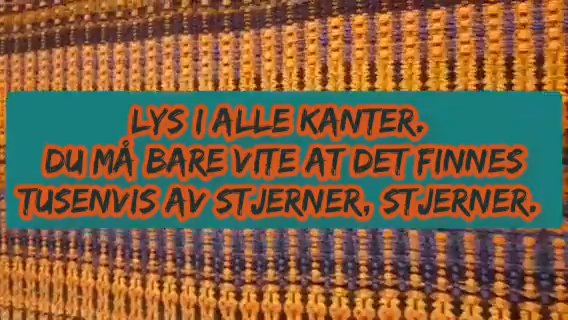 LYS I ALLE KANTER.
DU MÅ BARE VITE AT DET FINNES
TUSENVIS AV STJERNER, STJERNER.